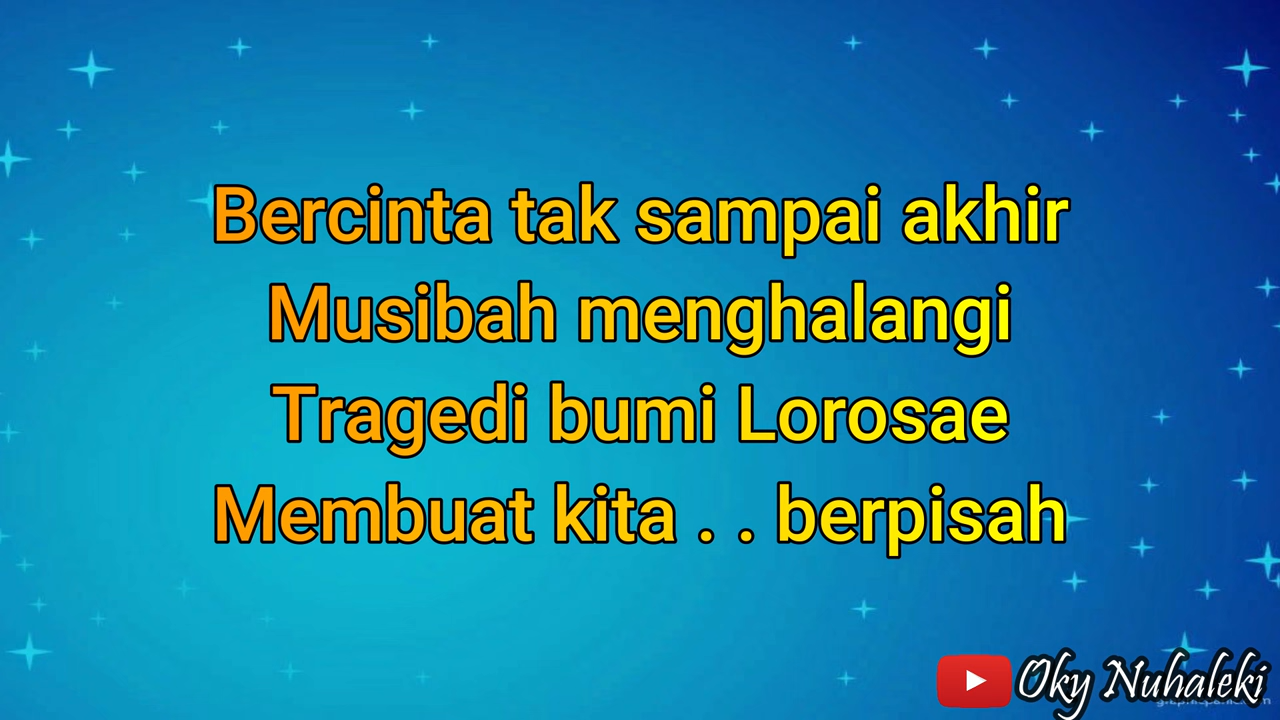 Bercinta tak sampai akhir
Musibah menghalangi
Tragedi bumi Lorosae
Membuat kita . . berpisah
Oky Nuhaleki